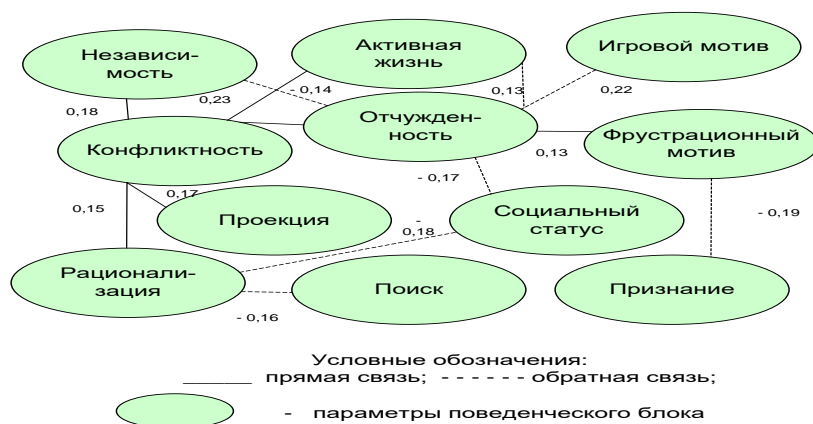 Независи-
мость
Активная
жизнь
Игровой мотив
0,18
0,23
- 0,14
0,13
0,22
Отчужден-
ность
Конфликтность
Фрустрационный
мотив
0,13
- 0,17
0,17
0,15
Проекция
Социальный
статус
-
0,18
- 0,19
Рационали-
зация
Поиск
Признание
- 0,16
Условные обозначения:
______ прямая связь; - - - - - - обратная связь;
- параметры поведенческого блока